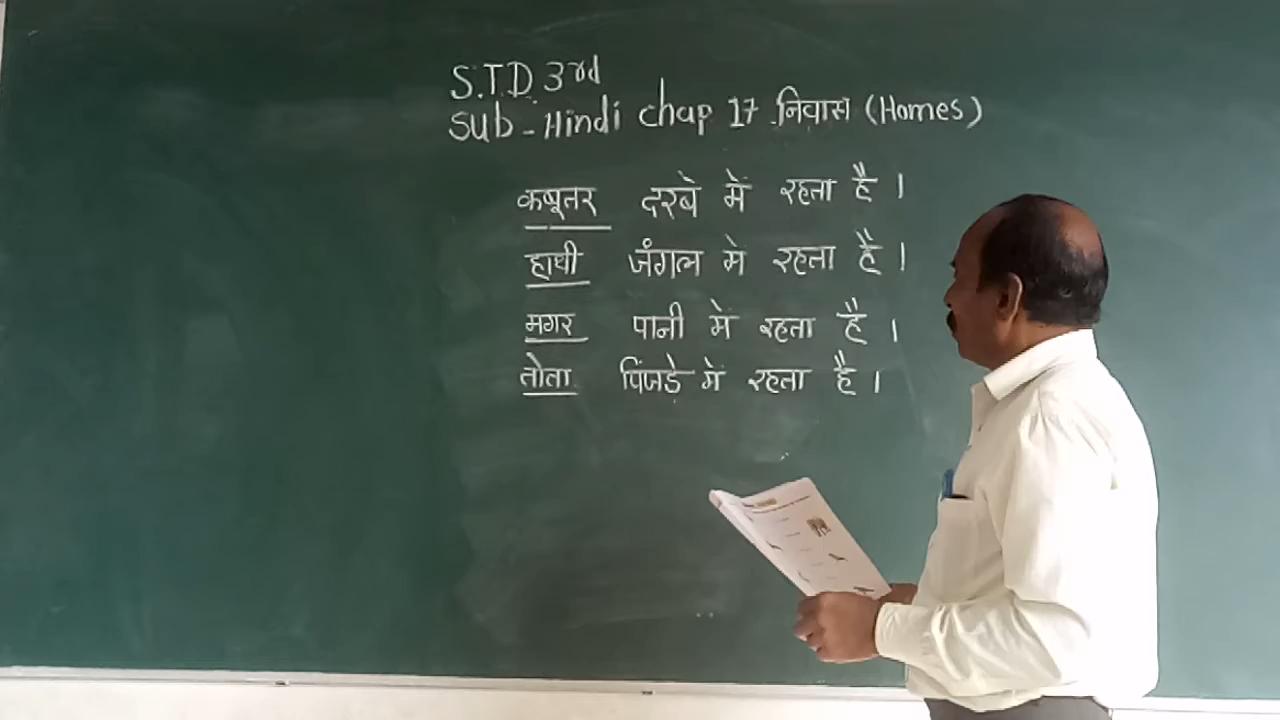 S.T.D. 3rd
Sub - Hindi chap 17 . निवास (Homes)
कबूतर दरबे में रहता है ।
हाथी जंगल में रहता है ।
मगर पानी में रहता है ।
तोता पिंजड़े में रहता है ।